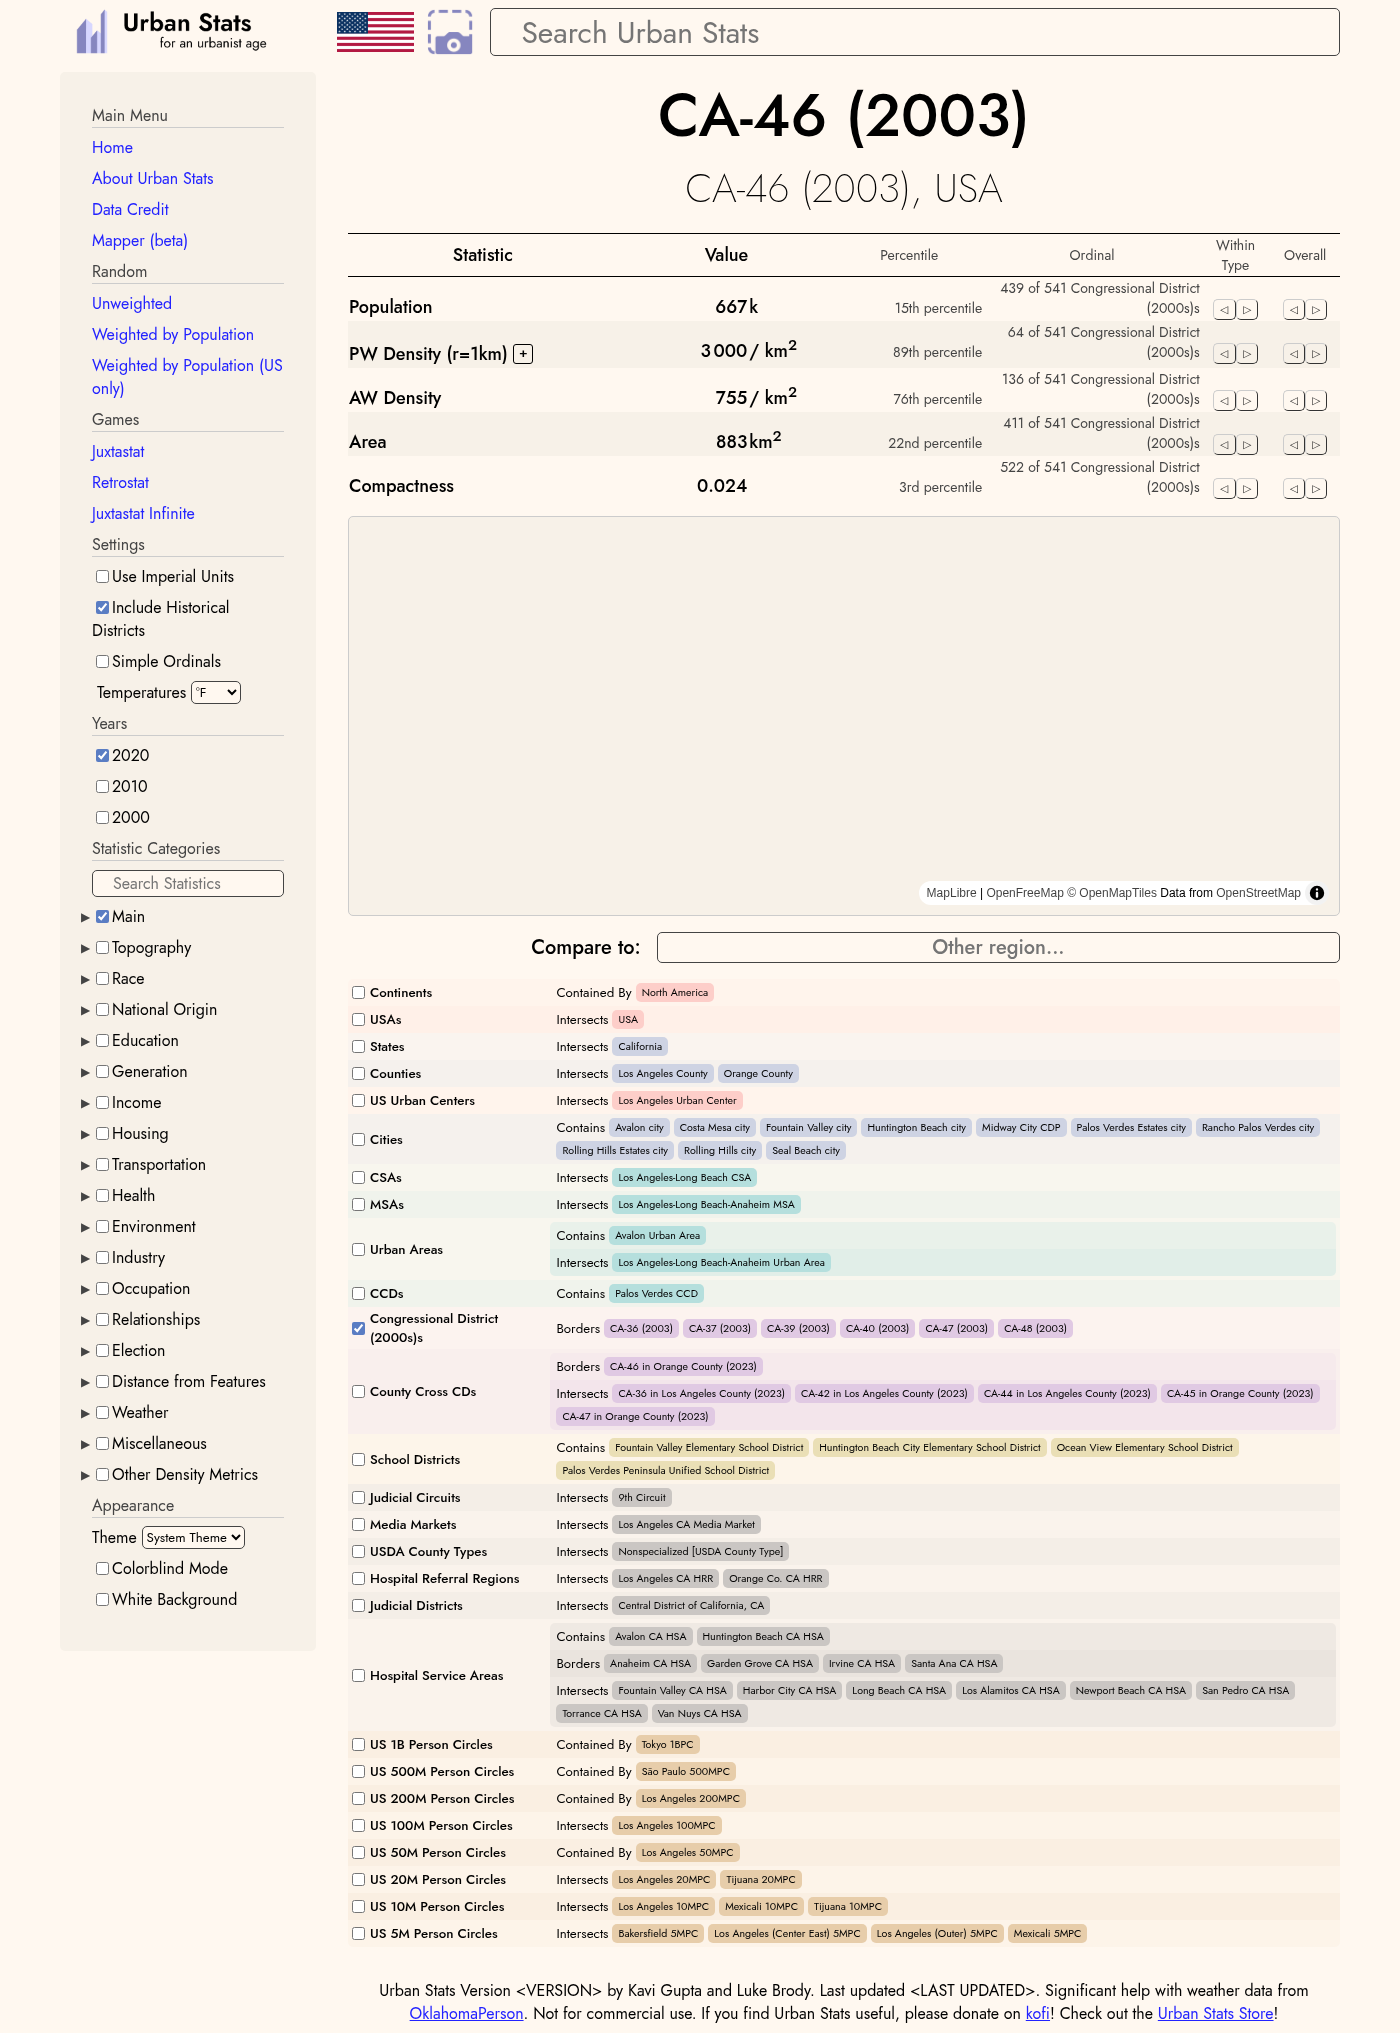 Urban Stats
for an urbanist age
Search Urban Stats
Main Menu
Home
About Urban Stats
Data Credit
Mapper (beta)
Random
Unweighted
Weighted by Population
Weighted by Population (US
only)
Games
Juxtastat
Retrostat
Juxtastat Infinite
Settings
Use Imperial Units
Include Historical
Districts
Simple Ordinals
Temperatures °F
Years
2020
2010
2000
Statistic Categories
Search Statistics
Main
Topography
Race
National Origin
Education
Generation
Income
Housing
Transportation
Health
Environment
Industry
Occupation
Relationships
Election
Distance from Features
Weather
Miscellaneous
Other Density Metrics
Appearance
Theme System Theme
Colorblind Mode
White Background
CA-46 (2003)
CA-46 (2003), USA
Statistic Value Percentile Ordinal Within Type Overall
Population 667k 15th percentile 439 of 541 Congressional District (2000s)s
PW Density (r=1km) + 3 000 / km2 89th percentile 64 of 541 Congressional District (2000s)s
AW Density 755 / km2 76th percentile 136 of 541 Congressional District (2000s)s
Area 883 km2 22nd percentile 411 of 541 Congressional District (2000s)s
Compactness 0.024 3rd percentile 522 of 541 Congressional District (2000s)s
MapLibre | OpenFreeMap © OpenMapTiles Data from OpenStreetMap
Compare to: Other region...
Continents Contained By North America
USAs Intersects USA
States Intersects California
Counties Intersects Los Angeles County Orange County
US Urban Centers Intersects Los Angeles Urban Center
Cities Contains Avalon city Costa Mesa city Fountain Valley city Huntington Beach city Midway City CDP Palos Verdes Estates city Rancho Palos Verdes city
Rolling Hills Estates city Rolling Hills city Seal Beach city
CSAs Intersects Los Angeles-Long Beach CSA
MSAs Intersects Los Angeles-Long Beach-Anaheim MSA
Urban Areas Contains Avalon Urban Area
Intersects Los Angeles-Long Beach-Anaheim Urban Area
CCDs Contains Palos Verdes CCD
Congressional District (2000s)s Borders CA-36 (2003) CA-37 (2003) CA-39 (2003) CA-40 (2003) CA-47 (2003) CA-48 (2003)
County Cross CDs Borders CA-46 in Orange County (2023)
Intersects CA-36 in Los Angeles County (2023) CA-42 in Los Angeles County (2023) CA-44 in Los Angeles County (2023) CA-45 in Orange County (2023)
CA-47 in Orange County (2023)
School Districts Contains Fountain Valley Elementary School District Huntington Beach City Elementary School District Ocean View Elementary School District
Palos Verdes Peninsula Unified School District
Judicial Circuits Intersects 9th Circuit
Media Markets Intersects Los Angeles CA Media Market
USDA County Types Intersects Nonspecialized [USDA County Type]
Hospital Referral Regions Intersects Los Angeles CA HRR Orange Co. CA HRR
Judicial Districts Intersects Central District of California, CA
Hospital Service Areas Contains Avalon CA HSA Huntington Beach CA HSA
Borders Anaheim CA HSA Garden Grove CA HSA Irvine CA HSA Santa Ana CA HSA
Intersects Fountain Valley CA HSA Harbor City CA HSA Long Beach CA HSA Los Alamitos CA HSA Newport Beach CA HSA San Pedro CA HSA
Torrance CA HSA Van Nuys CA HSA
US 1B Person Circles Contained By Tokyo 1BPC
US 500M Person Circles Contained By São Paulo 500MPC
US 200M Person Circles Contained By Los Angeles 200MPC
US 100M Person Circles Intersects Los Angeles 100MPC
US 50M Person Circles Contained By Los Angeles 50MPC
US 20M Person Circles Intersects Los Angeles 20MPC Tijuana 20MPC
US 10M Person Circles Intersects Los Angeles 10MPC Mexicali 10MPC Tijuana 10MPC
US 5M Person Circles Intersects Bakersfield 5MPC Los Angeles (Center East) 5MPC Los Angeles (Outer) 5MPC Mexicali 5MPC
Urban Stats Version <VERSION> by Kavi Gupta and Luke Brody. Last updated <LAST UPDATED>. Significant help with weather data from
OklahomaPerson. Not for commercial use. If you find Urban Stats useful, please donate on kofi! Check out the Urban Stats Store!